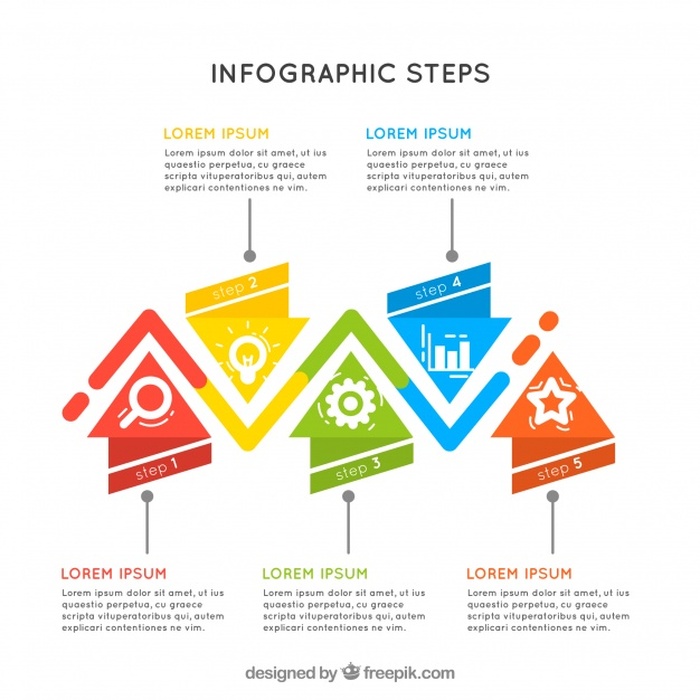 INFOGRAPHIC STEPS
LOREM IPSUM
Lorem ipsum dolor sit amet, ut ius
quaestio perpetua, cu graece
scripta vituperatoribus qui, autem
explicari contentiones ne vim.
LOREM IPSUM
Lorem ipsum dolor sit amet, ut ius
quaestio perpetua, cu graece
scripta vituperatoribus qui, autem
explicari contentiones ne vim.
step 2
step 4
step 1
step 3
step 5
LOREM IPSUM
Lorem ipsum dolor sit amet, ut ius
quaestio perpetua, cu graece
scripta vituperatoribus qui, autem
explicari contentiones ne vim.
LOREM IPSUM
Lorem ipsum dolor sit amet, ut ius
quaestio perpetua, cu graece
scripta vituperatoribus qui, autem
explicari contentiones ne vim.
LOREM IPSUM
Lorem ipsum dolor sit amet, ut ius
quaestio perpetua, cu graece
scripta vituperatoribus qui, autem
explicari contentiones ne vim.
designed by freepik.com